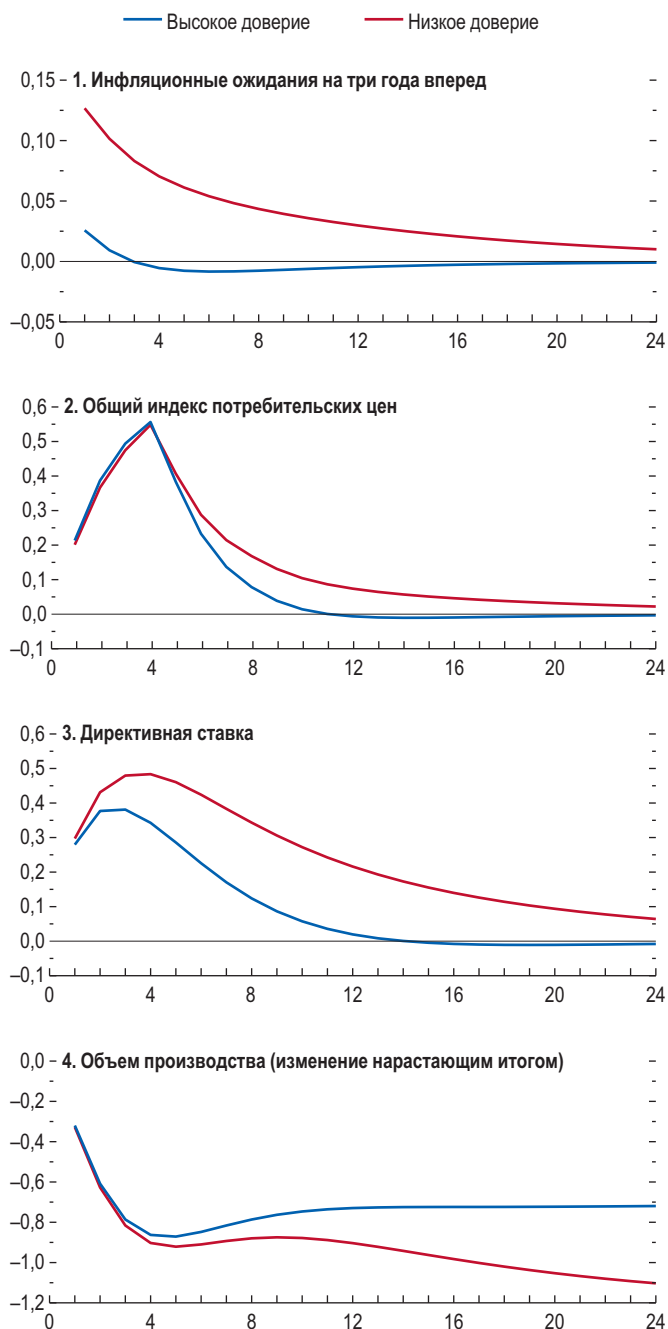 Высокое доверие
Низкое доверие
1. Инфляционные ожидания на три года вперед
0,15
0,10
0,05
0,00
–0,05
0 4 8 12 16 20 24
2. Общий индекс потребительских цен
0,6
0,5
0,4
0,3
0,2
0,1
0,0
–0,1
0 4 8 12 16 20 24
3. Директивная ставка
0,6
0,5
0,4
0,3
0,2
0,1
0,0
–0,1
0 4 8 12 16 20 24
4. Объем производства (изменение нарастающим итогом)
0,0
–0,2
–0,4
–0,6
–0,8
–1,0
–1,2
0 4 8 12 16 20 24